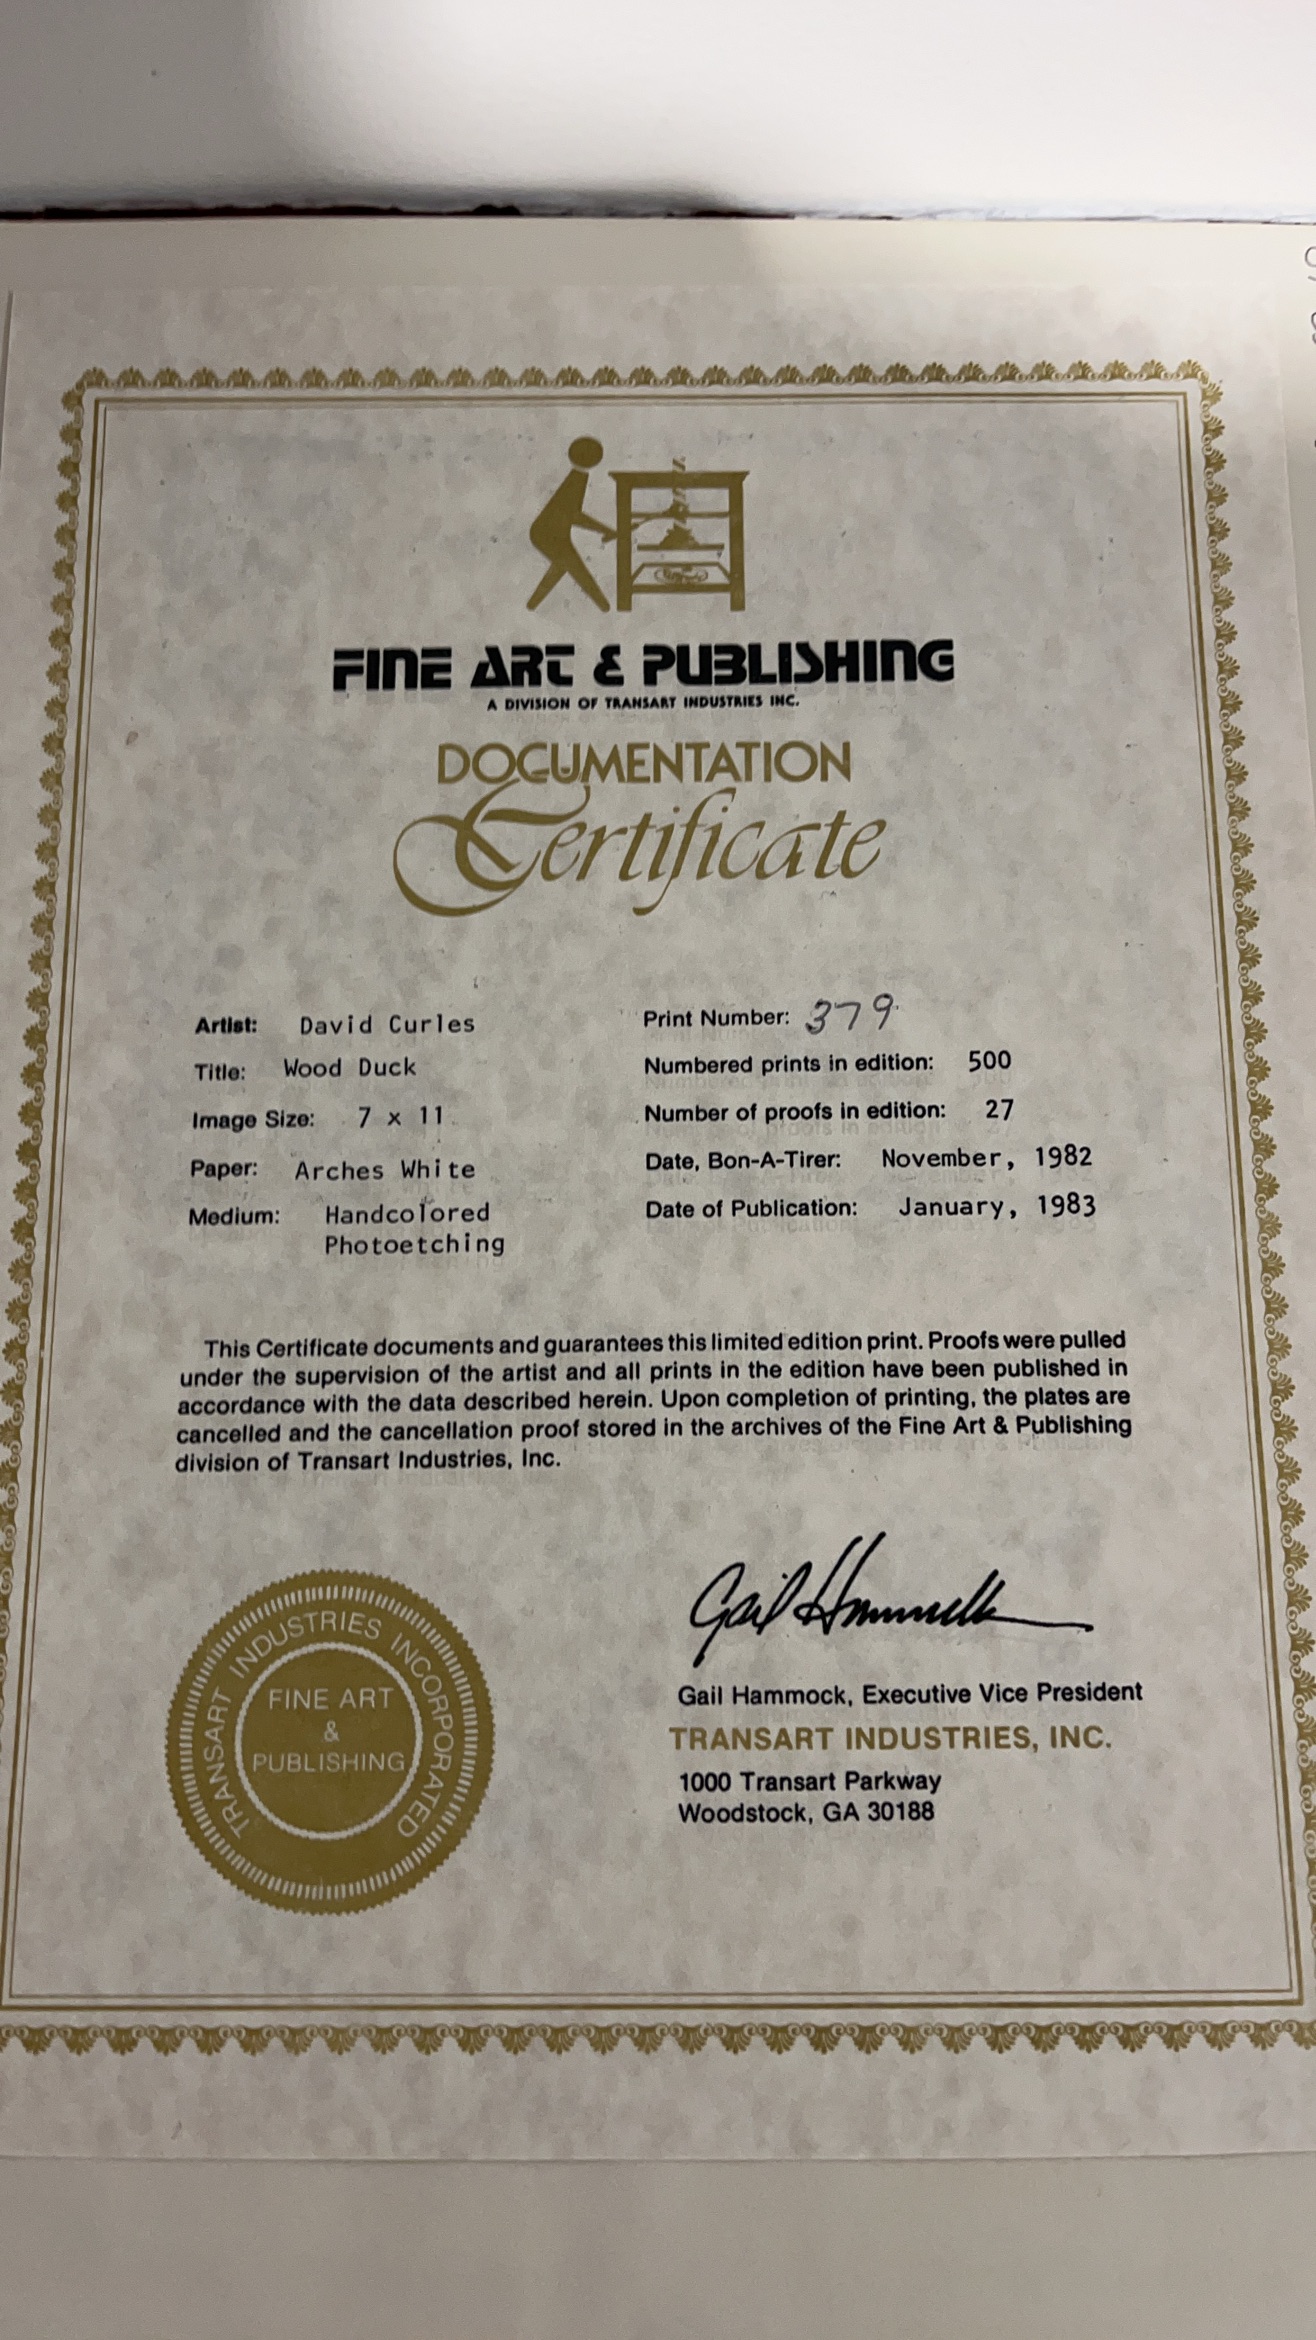 FINE ART & PUBLISHING
A DIVISION OF TRANSART INDUSTRIES INC.
DOCUMENTATION
Certificate
Artist: David Curles
Title: Wood Duck
Image Size: 7 x 11
Paper: Arches White
Medium: Handcolored
Photoetching
Print Number: 379
Numbered prints in edition: 500
Number of proofs in edition: 27
Date, Bon-A-Tirer: November, 1982
Date of Publication: January, 1983
This Certificate documents and guarantees this limited edition print. Proofs were pulled
under the supervision of the artist and all prints in the edition have been published in
accordance with the data described herein. Upon completion of printing, the plates are
cancelled and the cancellation proof stored in the archives of the Fine Art & Publishing
division of Transart Industries, Inc.
TRANSART INDUSTRIES INCORPORATED
FINE ART
&
PUBLISHING
Gail Hammock
Gail Hammock, Executive Vice President
TRANSART INDUSTRIES, INC.
1000 Transart Parkway
Woodstock, GA 30188